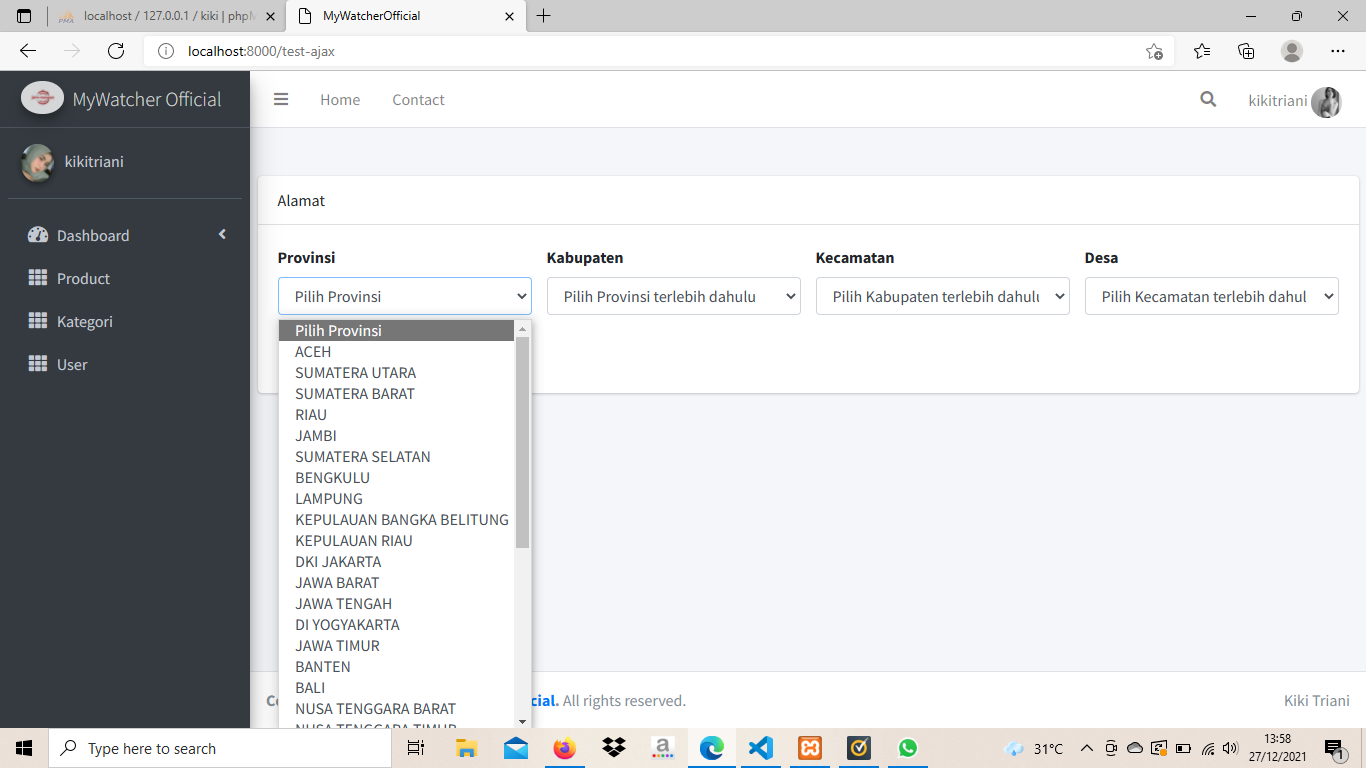 localhost / 127.0.0.1 / kiki | phpM
MyWatcherOfficial
localhost:8000/test-ajax
MyWatcher Official
Home
Contact
kikitriani
kikitriani
Dashboard
Product
Kategori
User
Alamat
Provinsi
Kabupaten
Kecamatan
Desa
Pilih Provinsi
Pilih Provinsi terlebih dahulu
Pilih Kabupaten terlebih dahulu
Pilih Kecamatan terlebih dahul
Pilih Provinsi
ACEH
SUMATERA UTARA
SUMATERA BARAT
RIAU
JAMBI
SUMATERA SELATAN
BENGKULU
LAMPUNG
KEPULAUAN BANGKA BELITUNG
KEPULAUAN RIAU
DKI JAKARTA
JAWA BARAT
JAWA TENGAH
DI YOGYAKARTA
JAWA TIMUR
BANTEN
BALI
NUSA TENGGARA BARAT
NUSA TENGGARA TIMUR
cial. All rights reserved.
Kiki Triani
Type here to search
31°C
13:58
27/12/2021
1